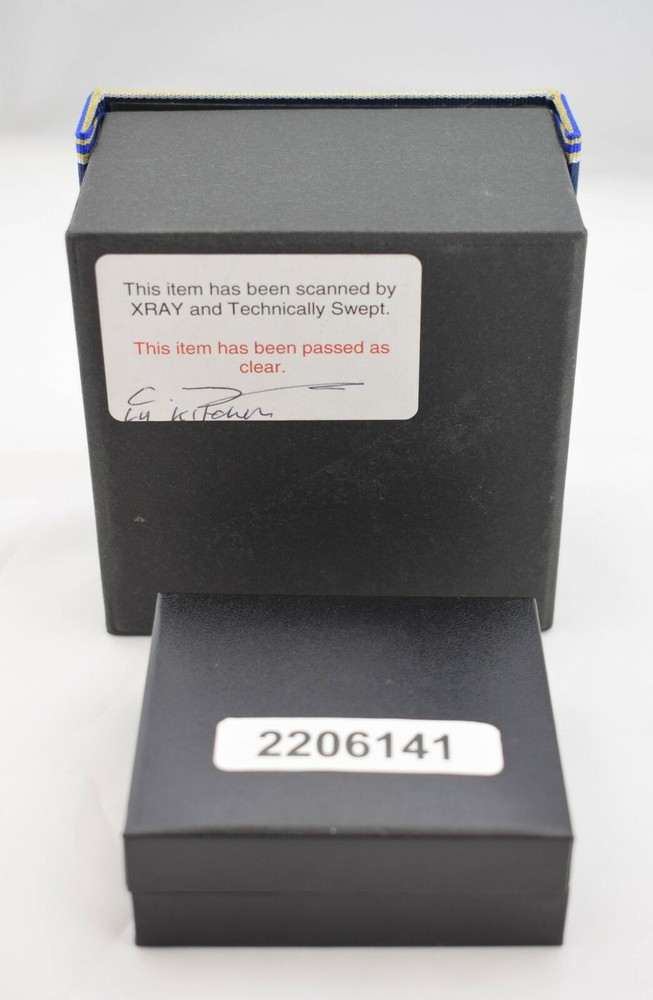 This item has been scanned by
XRAY and Technically Swept.
This item has been passed as
clear.
2206141